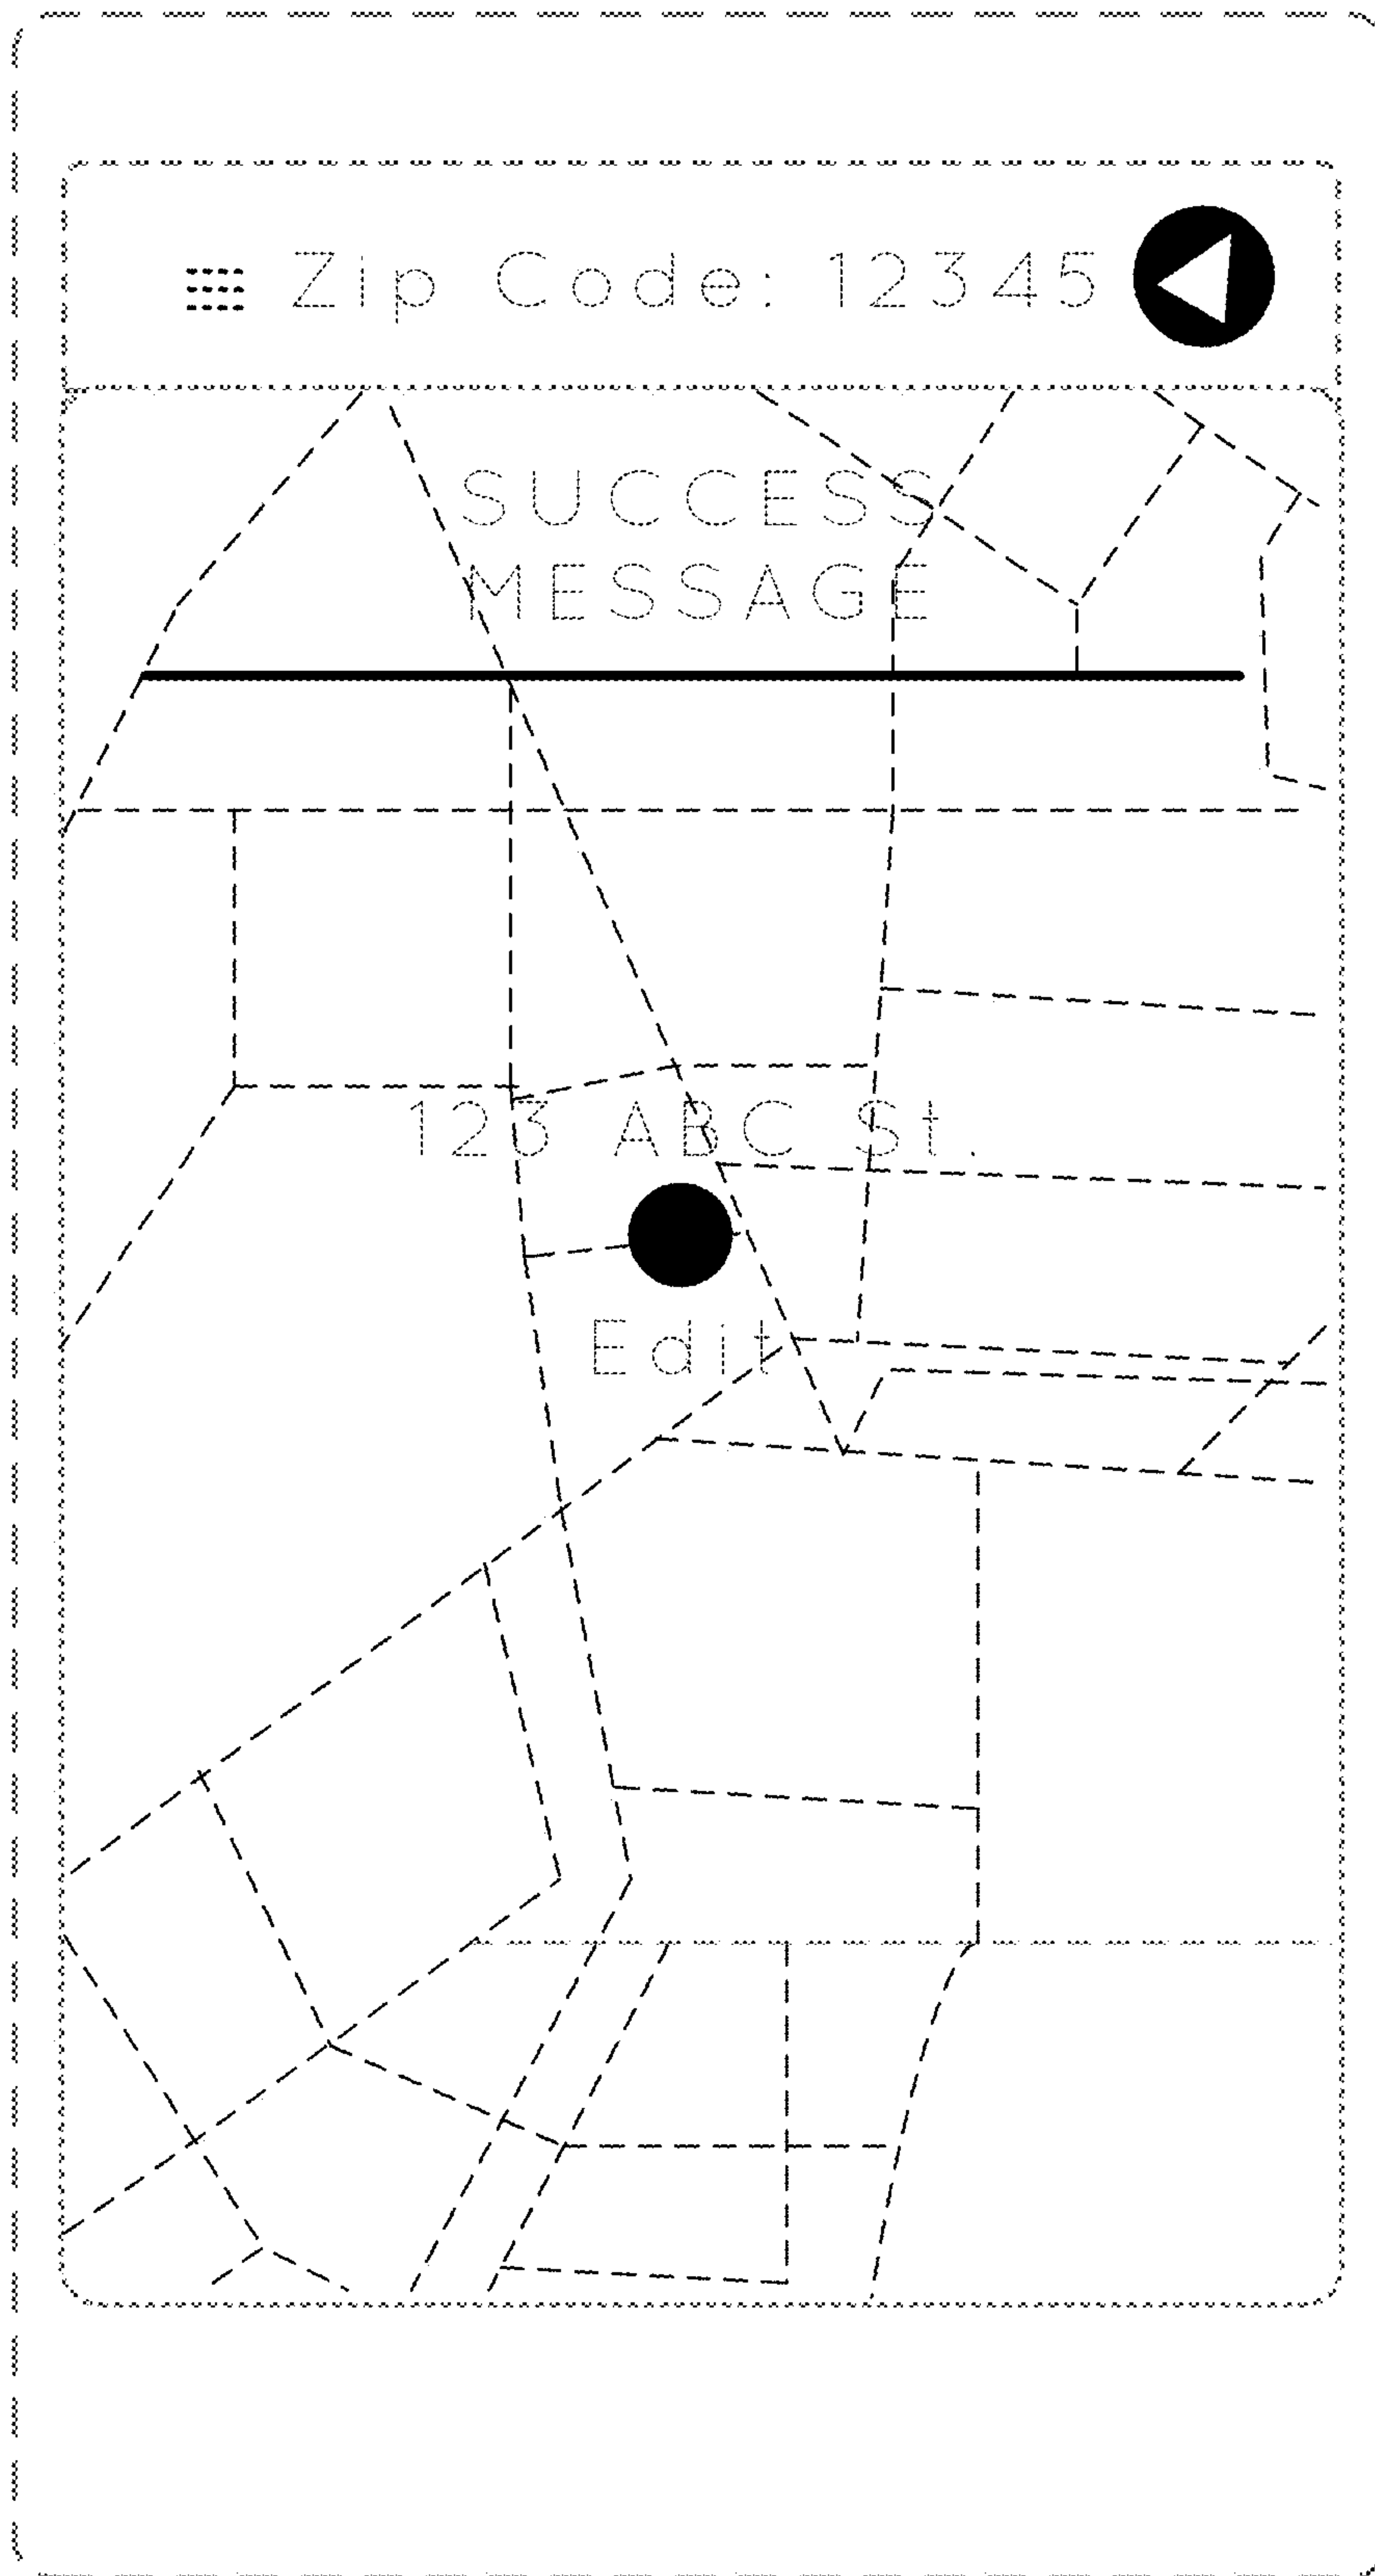 Zip Code: 12345
SUCCESS
MESSAGE
123 ABC St.
Edit